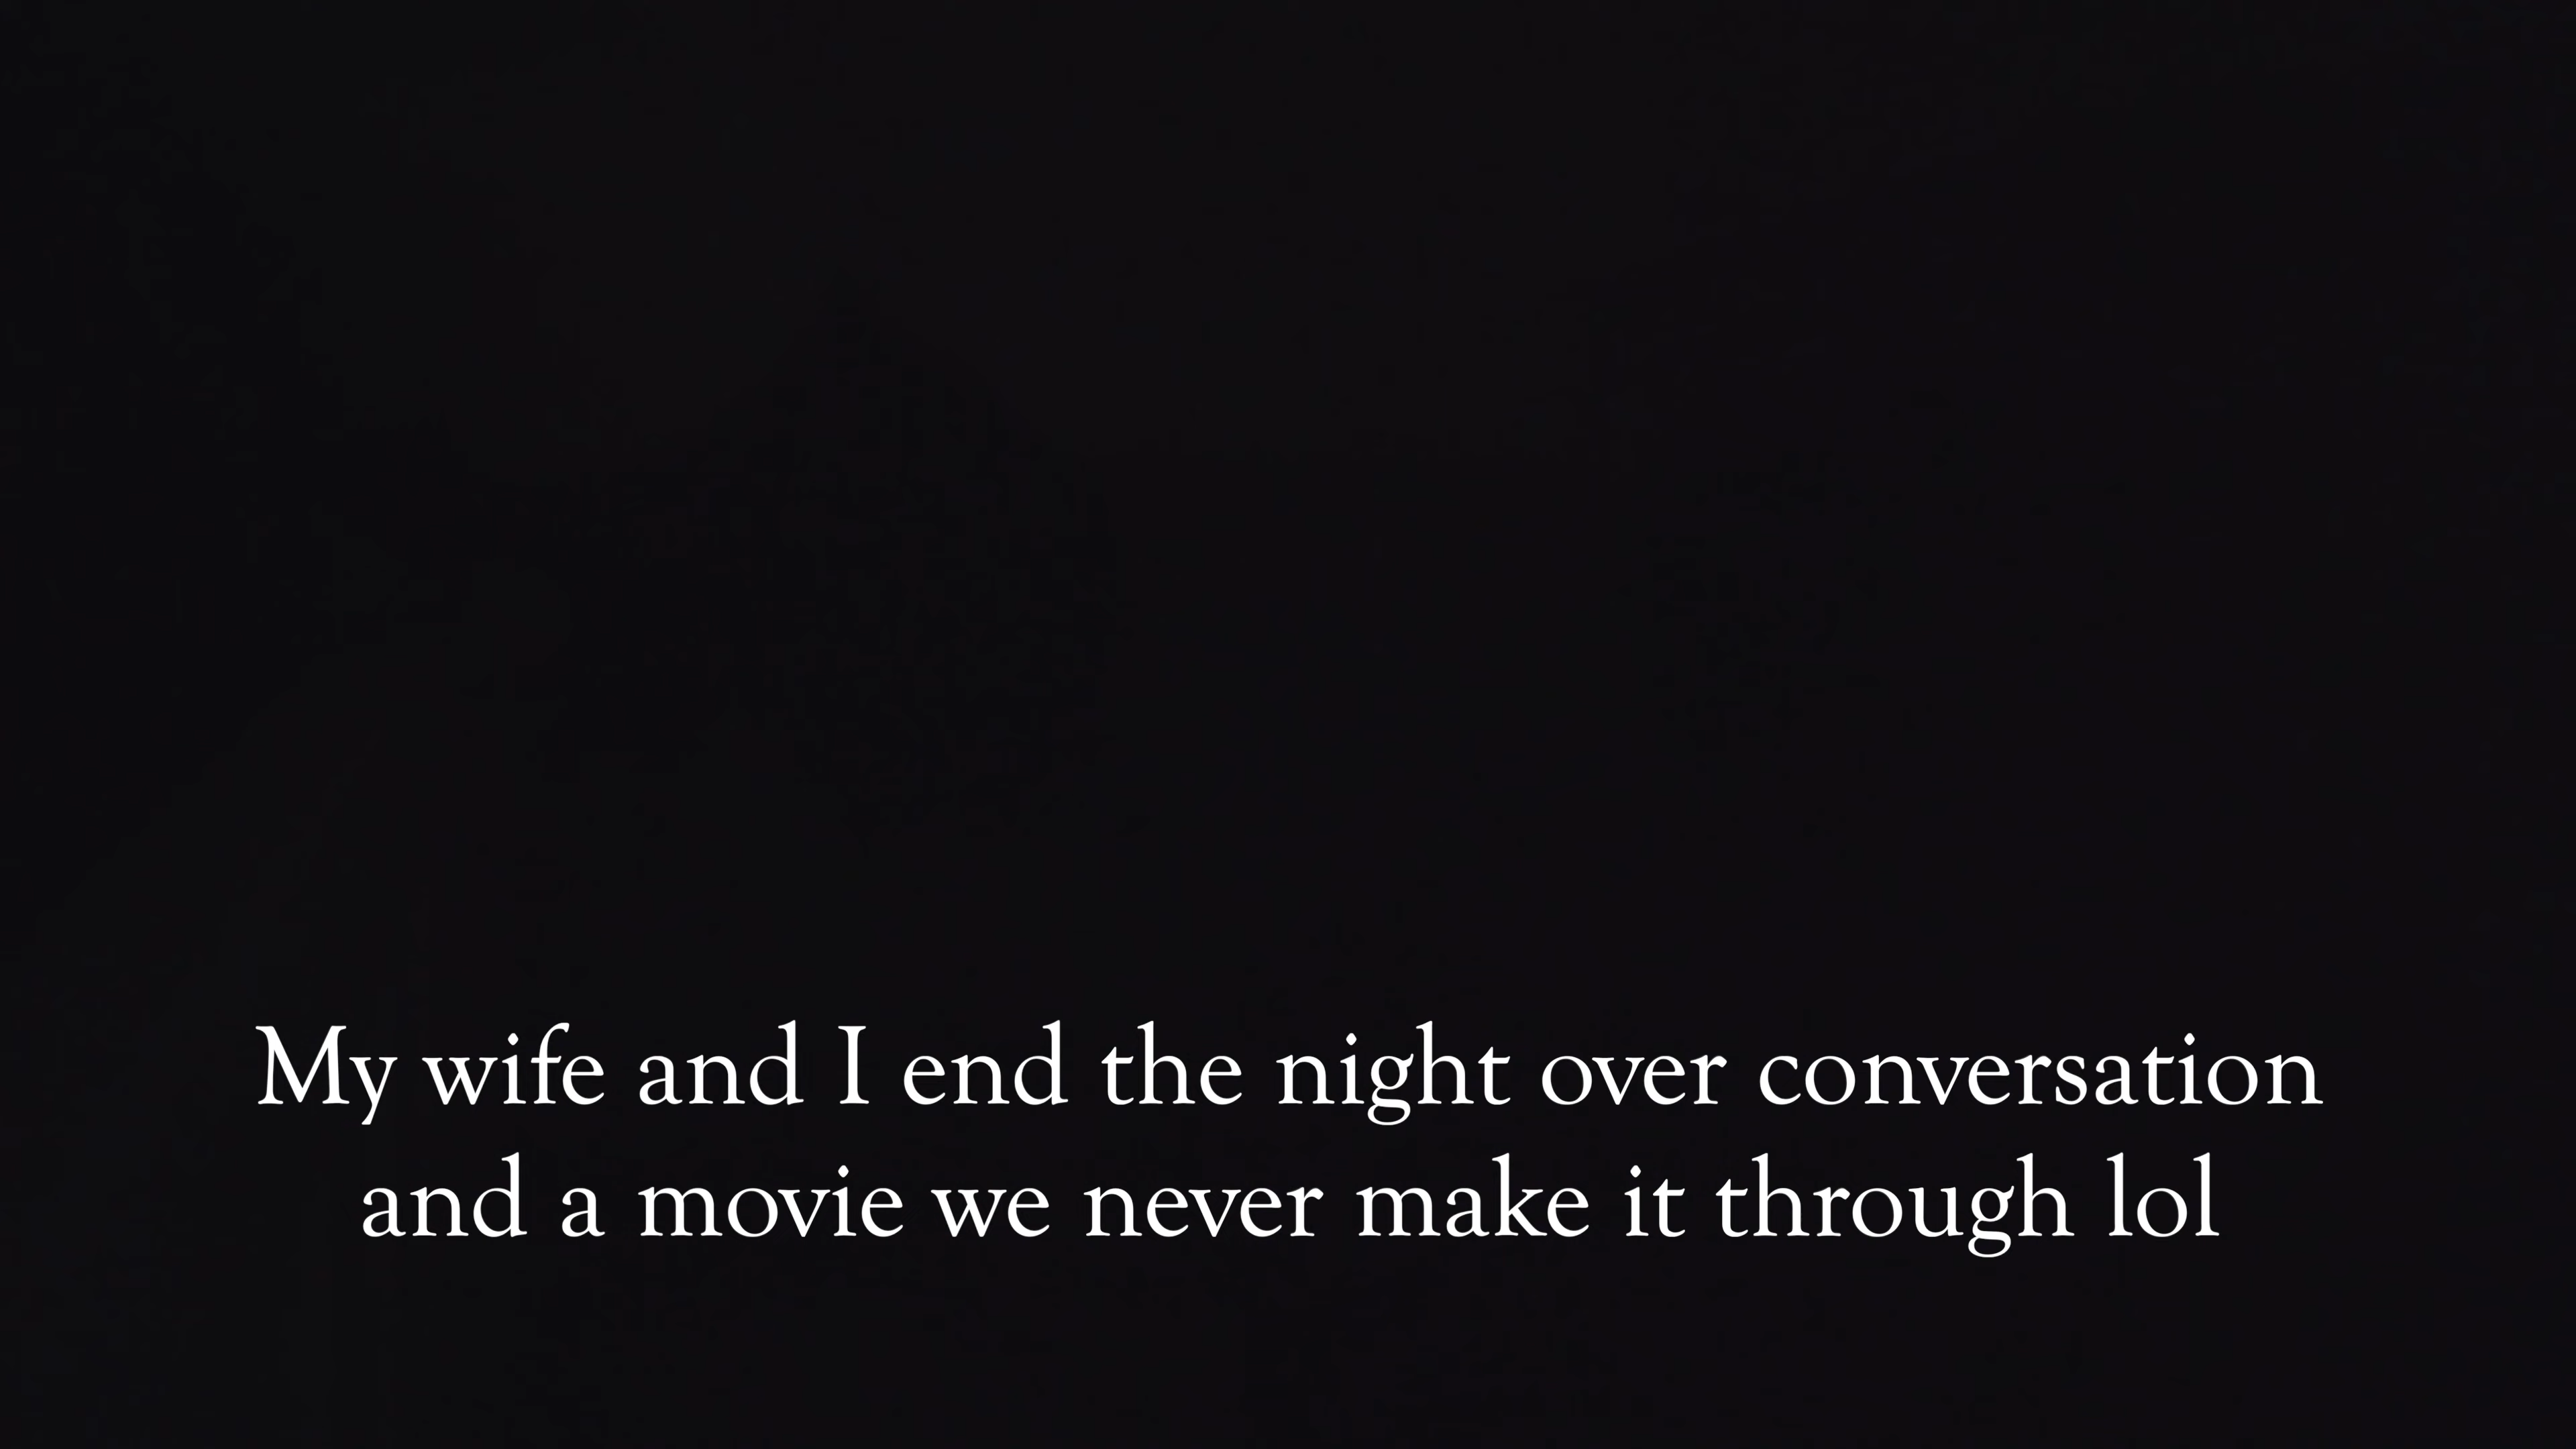 My wife and I end the night over conversation
and a movie we never make it through lol